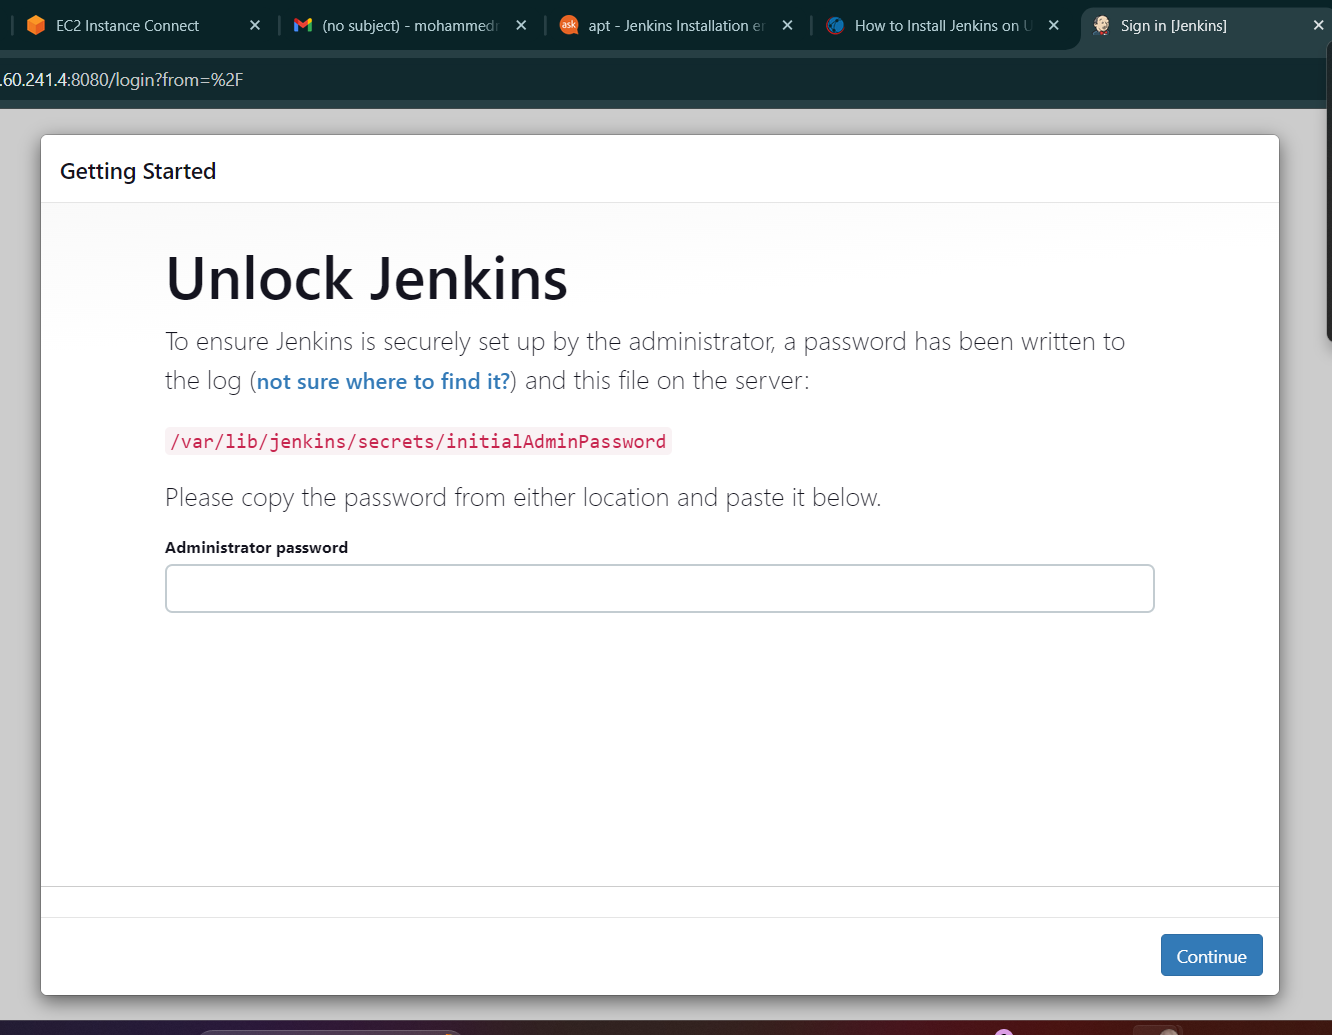 EC2 Instance Connect
(no subject) - mohammedr
apt - Jenkins Installation er
How to Install Jenkins on U
Sign in [Jenkins]
.60.241.4:8080/login?from=%2F
Getting Started
Unlock Jenkins
To ensure Jenkins is securely set up by the administrator, a password has been written to
the log (not sure where to find it?) and this file on the server:
/var/lib/jenkins/secrets/initialAdminPassword
Please copy the password from either location and paste it below.
Administrator password
Continue